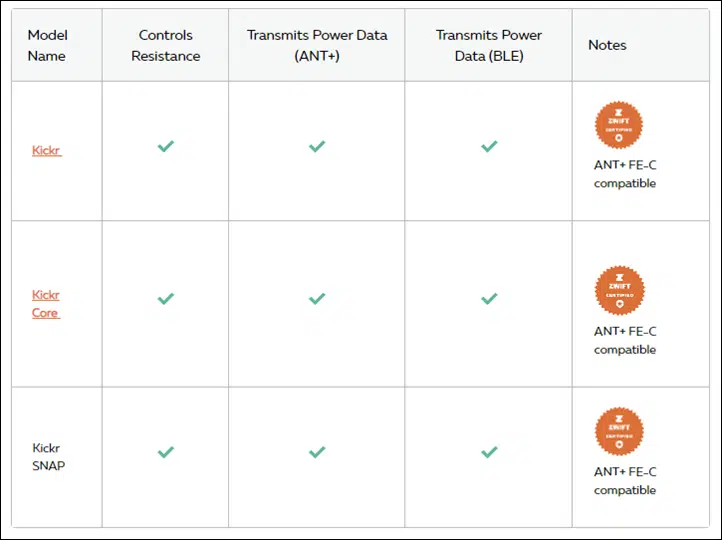 Model
Name
Controls
Resistance
Transmits Power Data
(ANT+)
Transmits Power
Data (BLE)
Notes
Kickr
ZWIFT
CERTIFIED
ANT+ FE-C
compatible
Kickr
Core
ZWIFT
CERTIFIED
ANT+ FE-C
compatible
Kickr
SNAP
ZWIFT
CERTIFIED
ANT+ FE-C
compatible